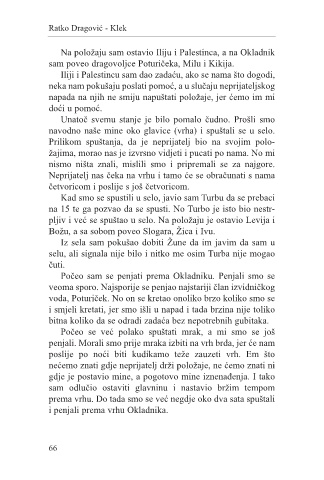 Ratko Dragović - Klek
Na položaju sam ostavio Iliju i Palestinca, a na Okladnik
sam poveo dragovoljce Poturičeka, Milu i Kikija.
Iliji i Palestincu sam dao zadaću, ako se nama što dogodi,
neka nam pokušaju poslati pomoć, a u slučaju neprijateljskog
napada na njih ne smiju napuštati položaje, jer ćemo im mi
doći u pomoć.
Unatoč svemu stanje je bilo pomalo čudno. Prošli smo
navodno naše mine oko glavice (vrha) i spuštali se u selo.
Prilikom spuštanja, da je neprijatelj bio na svojim polo-
žajima, morao nas je izvrsno vidjeti i pucati po nama. No mi
nismo ništa znali, mislili smo i pripremali se za najgore.
Neprijatelj nas čeka na vrhu i tamo će se obračunati s nama
četvoricom i poslije s još četvoricom.
Kad smo se spustili u selo, javio sam Turbu da se prebaci
na 15 te ga pozvao da se spusti. No Turbo je isto bio nestr-
pljiv i već se spuštao u selo. Na položaju je ostavio Levija i
Božu, a sa sobom poveo Slogara, Žica i Ivu.
Iz sela sam pokušao dobiti Žune da im javim da sam u
selu, ali signala nije bilo i nitko me osim Turba nije mogao
čuti.
Počeo sam se penjati prema Okladniku. Penjali smo se
veoma sporo. Najsporije se penjao najstariji član izvidničkog
voda, Poturiček. No on se kretao onoliko brzo koliko smo se
i smjeli kretati, jer smo išli u napad i tada brzina nije toliko
bitna koliko da se odradi zadaća bez nepotrebnih gubitaka.
Počeo se već polako spuštati mrak, a mi smo se još
penjali. Morali smo prije mraka izbiti na vrh brda, jer će nam
poslije po noći biti kudikamo teže zauzeti vrh. Em što
nećemo znati gdje neprijatelj drži položaje, ne ćemo znati ni
gdje je postavio mine, a pogotovo mine iznenađenja. I tako
sam odlučio ostaviti glavninu i nastavio bržim tempom
prema vrhu. Do tada smo se već negdje oko dva sata spuštali
i penjali prema vrhu Okladnika.
66